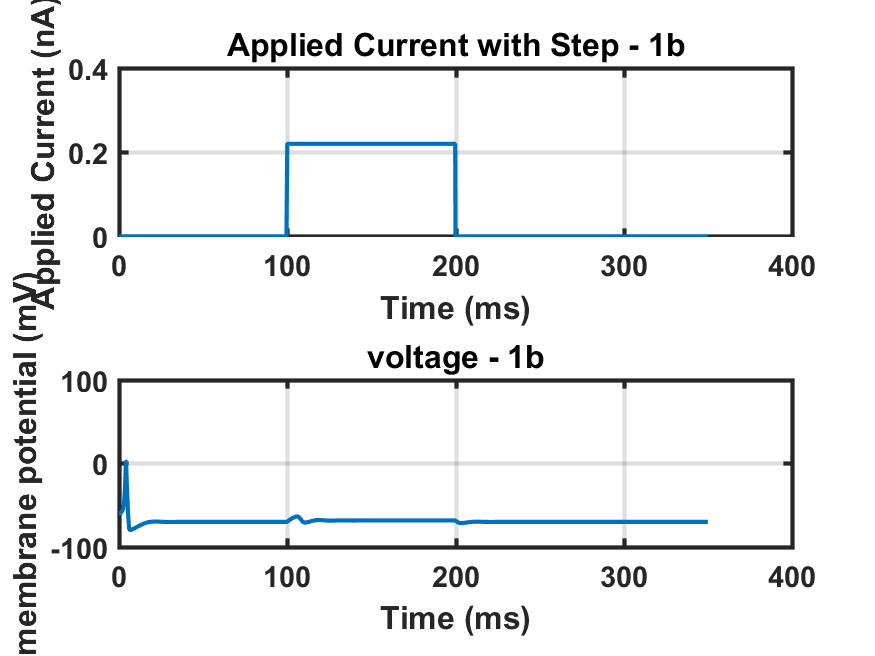 Applied Current with Step - 1b
Applied Current (nA)
0.4
0.2
0
0 100 200 300 400
Time (ms)
voltage - 1b
membrane potential (mV)
100
0
-100
0 100 200 300 400
Time (ms)